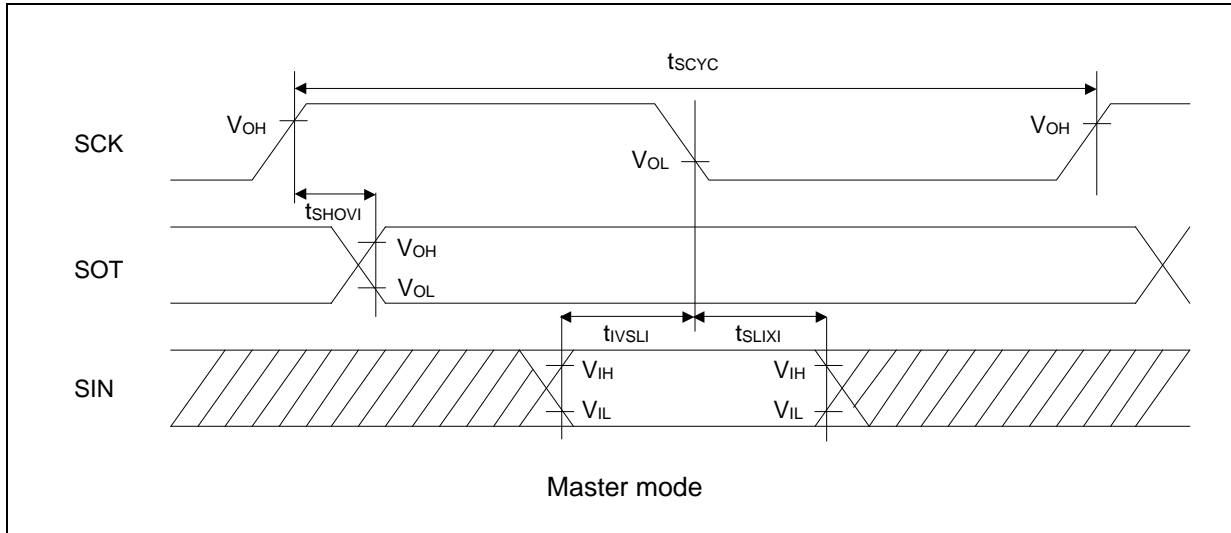 tSCYC
SCK
VOH
VOL
VOH
tSHOVI
SOT
VOH
VOL
tIVSLI
tSLIXI
SIN
VIH
VIL
VIH
VIL
Master mode